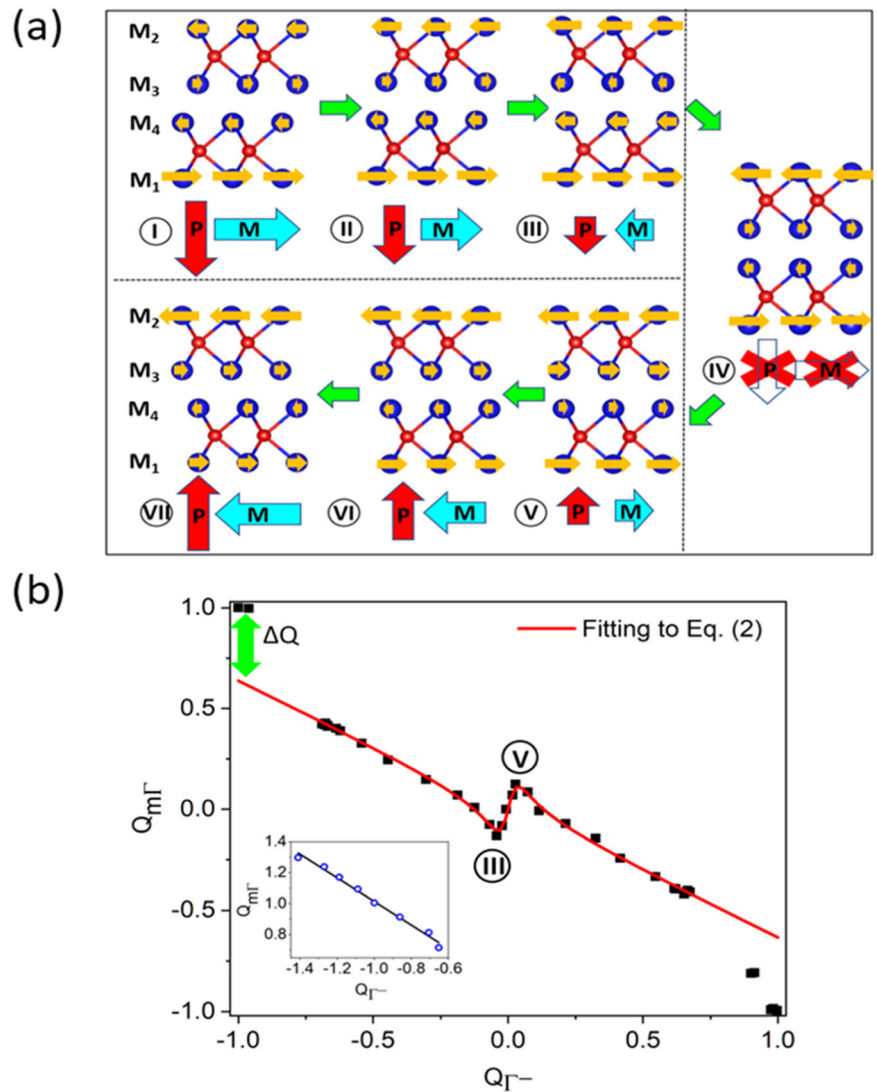 (a)
M2
M3
M4
M1
I P M II P M III P M
IV P M
M2
M3
M4
M1
VII P M VI P M V P M
(b)
1.0
0.5
0.0
-0.5
-1.0
QmΓ
ΔQ
Fitting to Eq. (2)
V
III
1.4
1.2
1.0
0.8
QmΓ
-1.4 -1.2 -1.0 -0.8 -0.6
QΓ−
-1.0 -0.5 0.0 0.5 1.0
QΓ−